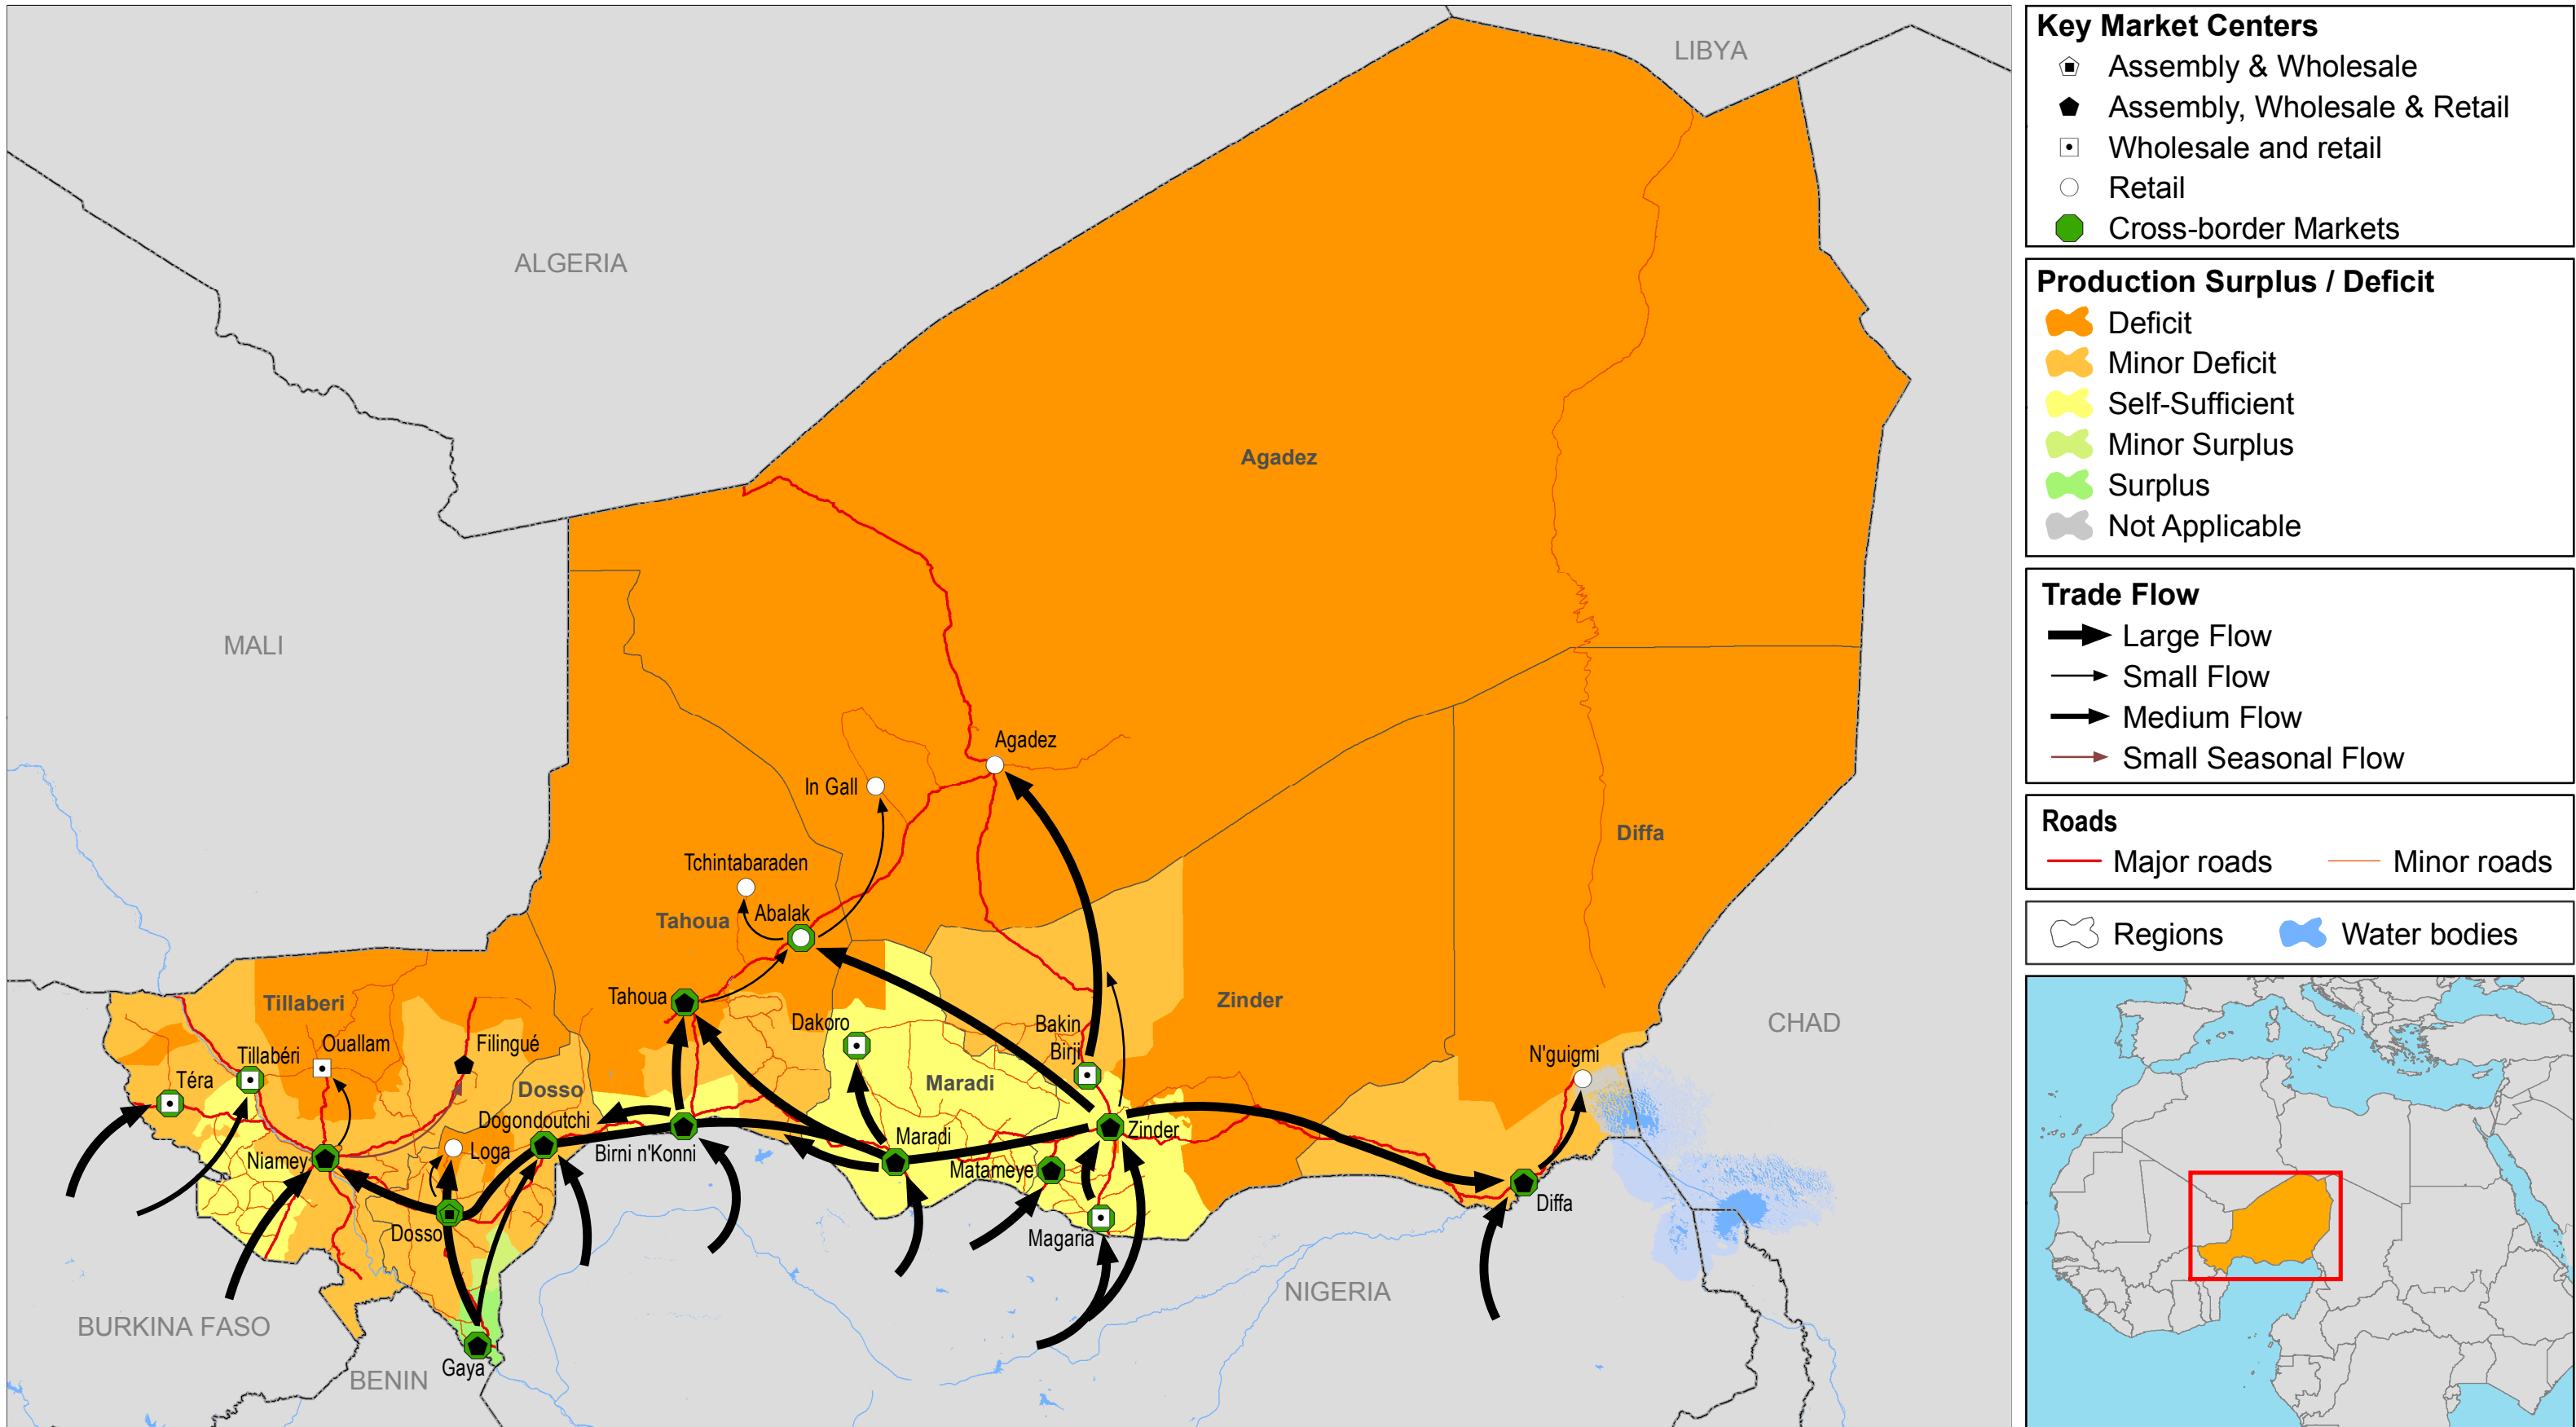 LIBYA
ALGERIA
Agadez
MALI
Agadez
In Gall
Diffa
Tchintabaraden
Abalak
Tahoua
Tahoua
Zinder
Tillaberi
Dakoro
Bakin
Birji
CHAD
Ouallam
Filingué
Tillabéri
N'guigmi
Téra
Dosso
Maradi
Dogondoutchi
Loga
Niamey
Birni n'Konni
Maradi
Zinder
Matameye
Diffa
Dosso
Magaria
NIGERIA
BURKINA FASO
Gaya
BENIN
Key Market Centers
Assembly & Wholesale
Assembly, Wholesale & Retail
Wholesale and retail
Retail
Cross-border Markets
Production Surplus / Deficit
Deficit
Minor Deficit
Self-Sufficient
Minor Surplus
Surplus
Not Applicable
Trade Flow
Large Flow
Small Flow
Medium Flow
Small Seasonal Flow
Roads
Major roads
Minor roads
Regions
Water bodies